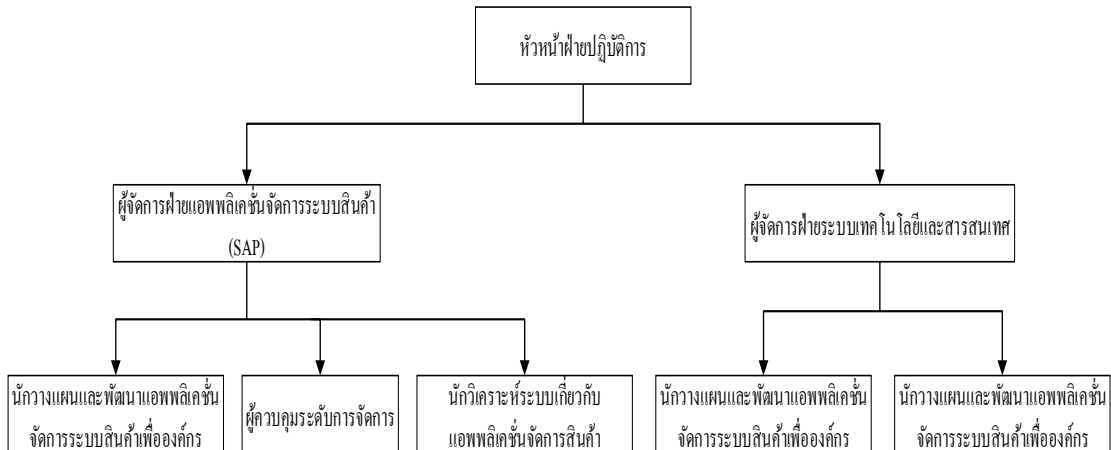 หัวหน้าฝ่ายปฏิบัติการ
ผู้จัดการฝ่ายแอพพลิเคชั่นจัดการระบบสินค้า
(SAP)
ผู้จัดการฝ่ายระบบเทคโนโลยีและสารสนเทศ
นักวางแผนและพัฒนาแอพพลิเคชั่น
จัดการระบบสินค้าเพื่อองค์กร
ผู้ควบคุมระดับการจัดการ
นักวิเคราะห์ระบบเกี่ยวกับ
แอพพลิเคชั่นจัดการสินค้า
นักวางแผนและพัฒนาแอพพลิเคชั่น
จัดการระบบสินค้าเพื่อองค์กร
นักวางแผนและพัฒนาแอพพลิเคชั่น
จัดการระบบสินค้าเพื่อองค์กร